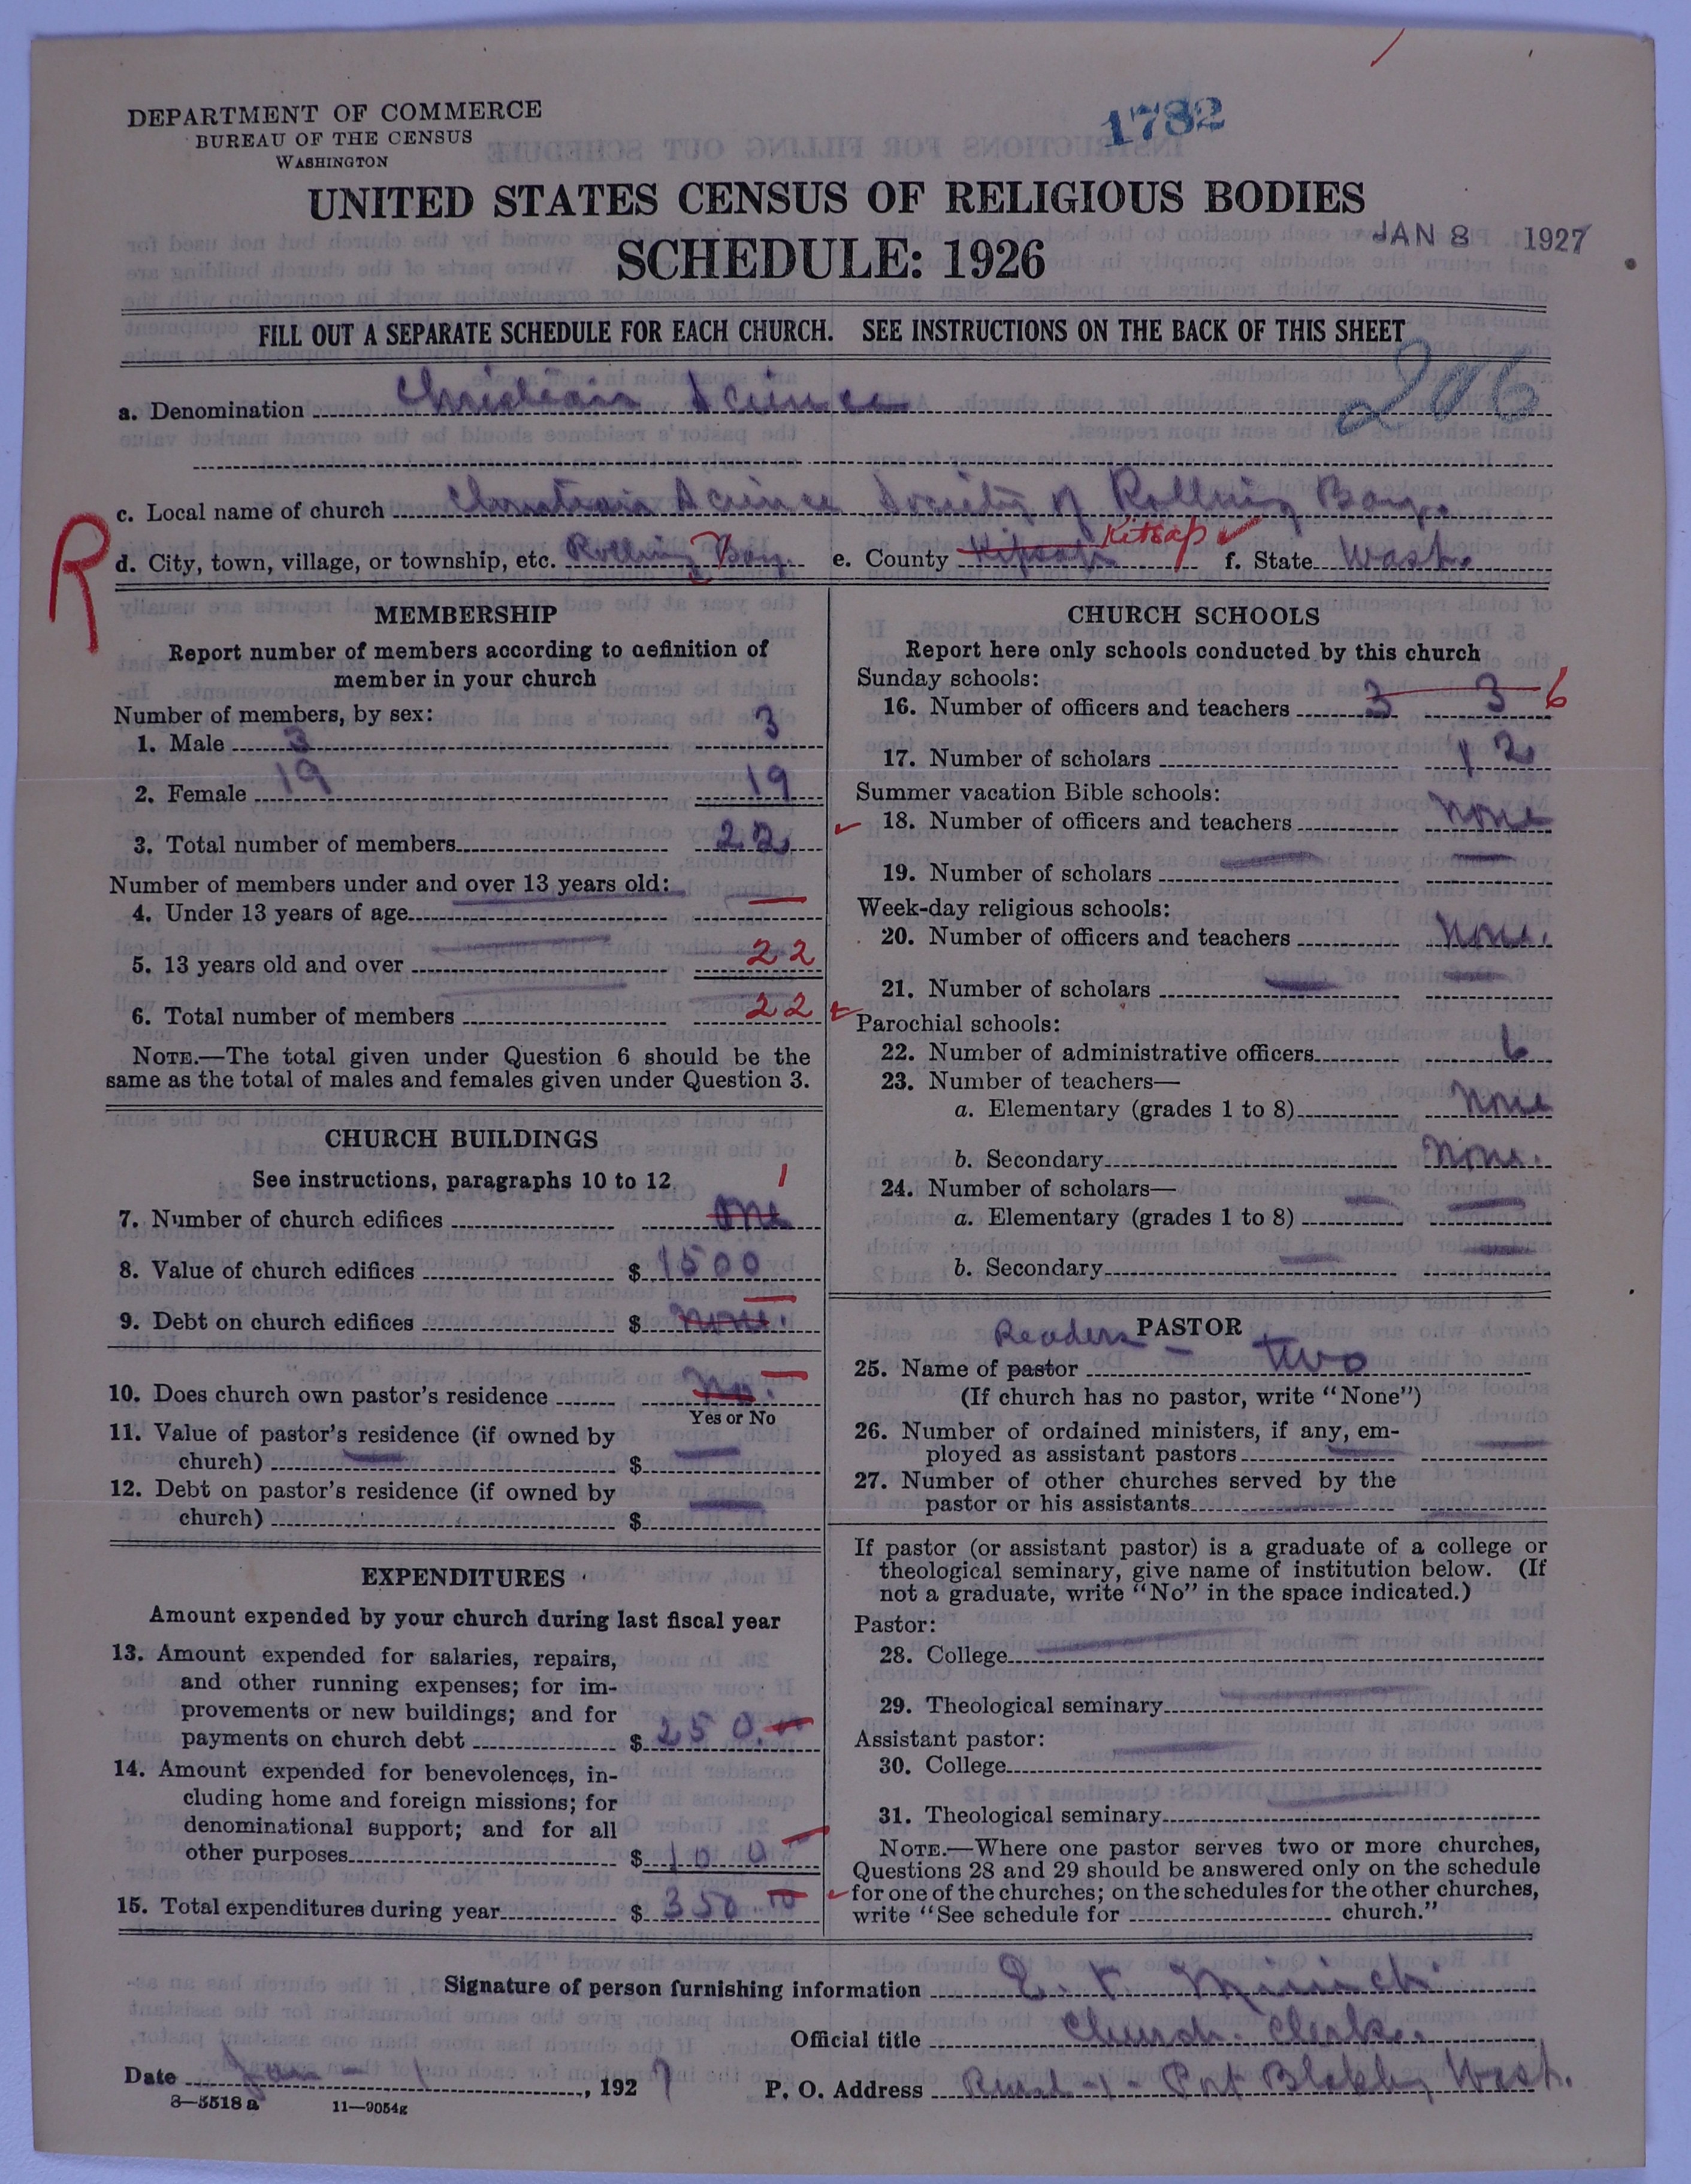 1782
DEPARTMENT OF COMMERCE
BUREAU OF THE CENSUS
WASHINGTON
UNITED STATES CENSUS OF RELIGIOUS BODIES
JAN 8 1927
SCHEDULE: 1926
FILL OUT A SEPARATE SCHEDULE FOR EACH CHURCH. SEE INSTRUCTIONS ON THE BACK OF THIS SHEET
206
a. Denomination Christian Science
c. Local name of church Christian Science Society of Rolling Bay.
R
d. City, town, village, or township, etc. Rolling Bay. e. County Kipsap Kitsap f. State Wash.
MEMBERSHIP
Report number of members according to definition of
member in your church
Number of members, by sex:
1. Male 3 3
2. Female 19 19
3. Total number of members 22
Number of members under and over 13 years old:
4. Under 13 years of age —
5. 13 years old and over 22
6. Total number of members 22
NOTE.—The total given under Question 6 should be the
same as the total of males and females given under Question 3.
CHURCH BUILDINGS
See instructions, paragraphs 10 to 12
7. Number of church edifices one 1
8. Value of church edifices $ 1500
9. Debt on church edifices $ none. —
10. Does church own pastor's residence No. —
Yes or No
11. Value of pastor's residence (if owned by
church) — $ —
12. Debt on pastor's residence (if owned by
church) $ —
EXPENDITURES
Amount expended by your church during last fiscal year
13. Amount expended for salaries, repairs,
and other running expenses; for im-
provements or new buildings; and for
payments on church debt $ 250.—
14. Amount expended for benevolences, in-
cluding home and foreign missions; for
denominational support; and for all
other purposes $ 100 —
15. Total expenditures during year $ 350
CHURCH SCHOOLS
Report here only schools conducted by this church
Sunday schools:
16. Number of officers and teachers 3 3 6
17. Number of scholars 12
Summer vacation Bible schools:
18. Number of officers and teachers none
19. Number of scholars — —
Week-day religious schools:
20. Number of officers and teachers none.
21. Number of scholars — —
Parochial schools:
22. Number of administrative officers 6
23. Number of teachers—
a. Elementary (grades 1 to 8) none
b. Secondary none.
24. Number of scholars—
a. Elementary (grades 1 to 8) — —
b. Secondary — —
PASTOR
Readers — two
25. Name of pastor
(If church has no pastor, write "None")
26. Number of ordained ministers, if any, em-
ployed as assistant pastors — —
27. Number of other churches served by the
pastor or his assistants — —
If pastor (or assistant pastor) is a graduate of a college or
theological seminary, give name of institution below. (If
not a graduate, write "No" in the space indicated.)
Pastor:
28. College —
29. Theological seminary —
Assistant pastor:
30. College —
31. Theological seminary —
NOTE.—Where one pastor serves two or more churches,
Questions 28 and 29 should be answered only on the schedule
for one of the churches; on the schedules for the other churches,
write "See schedule for church."
Signature of person furnishing information E. F. Mininch
Official title Church Clerk.
Date Jan — 1, 1927 P. O. Address Rural -1- Port Blakely Wash.
8—5518 a 11—9054g